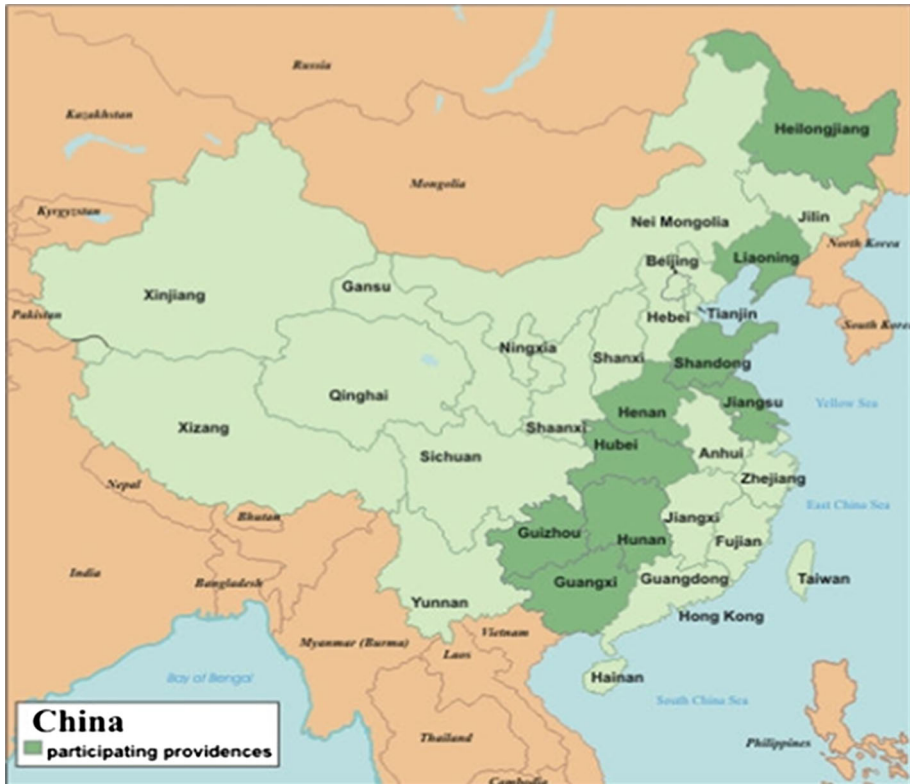 Russia
Kazakhstan
Heilongjiang
Mongolia
Kyrgyzstan
Nei Mongolia
Jilin
North Korea
Beijing
Liaoning
Xinjiang
Gansu
Pakistan
Hebei
Tianjin
South Korea
Ningxia
Shanxi
Shandong
Qinghai
Henan
Jiangsu
Yellow Sea
Xizang
Shaanxi
Hubei
Sichuan
Anhui
Zhejiang
Nepal
East China Sea
Bhutan
Jiangxi
Guizhou
Hunan
Fujian
India
Bangladesh
Guangxi
Guangdong
Taiwan
Yunnan
Hong Kong
Vietnam
Myanmar (Burma)
Laos
Bay of Bengal
Hainan
South China Sea
China
participating providences
Thailand
Philippines
Cambodia